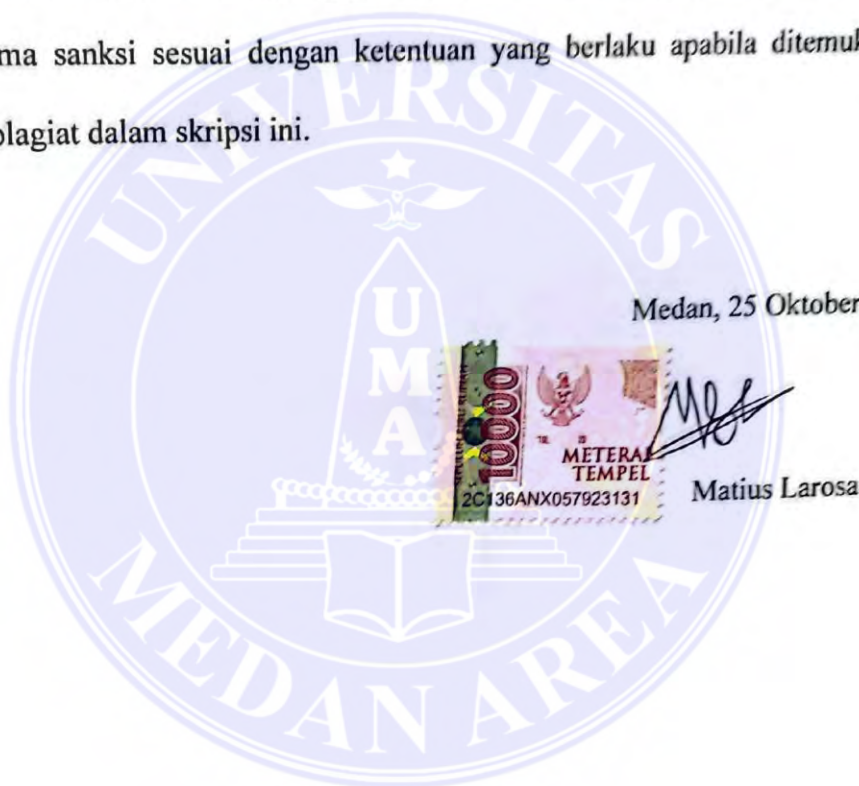 ma sanksi sesuai dengan ketentuan yang berlaku apabila ditemuk
plagiat dalam skripsi ini.
UNIVERSITAS
UMA
MEDAN AREA
Medan, 25 Oktober
10000
METERAI
TEMPEL
2C136ANX057923131
Matius Larosa